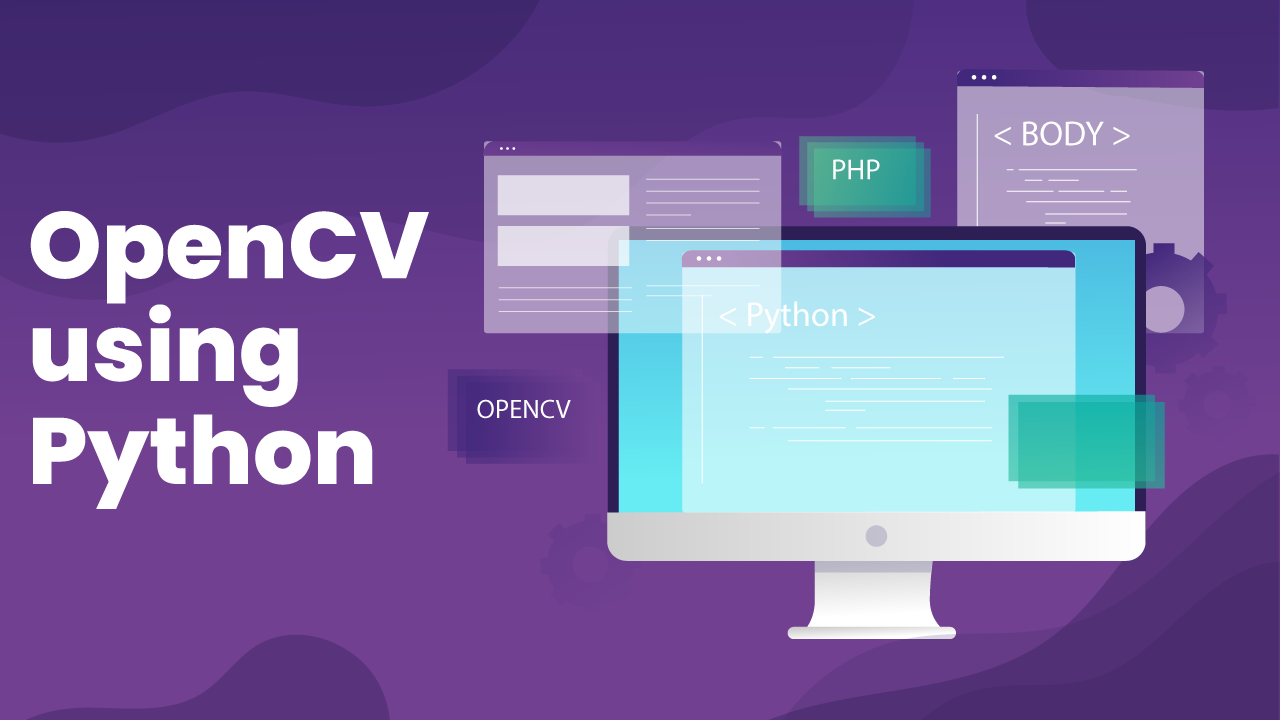 OpenCV
using
Python
PHP
< BODY >
< Python >
OPENCV